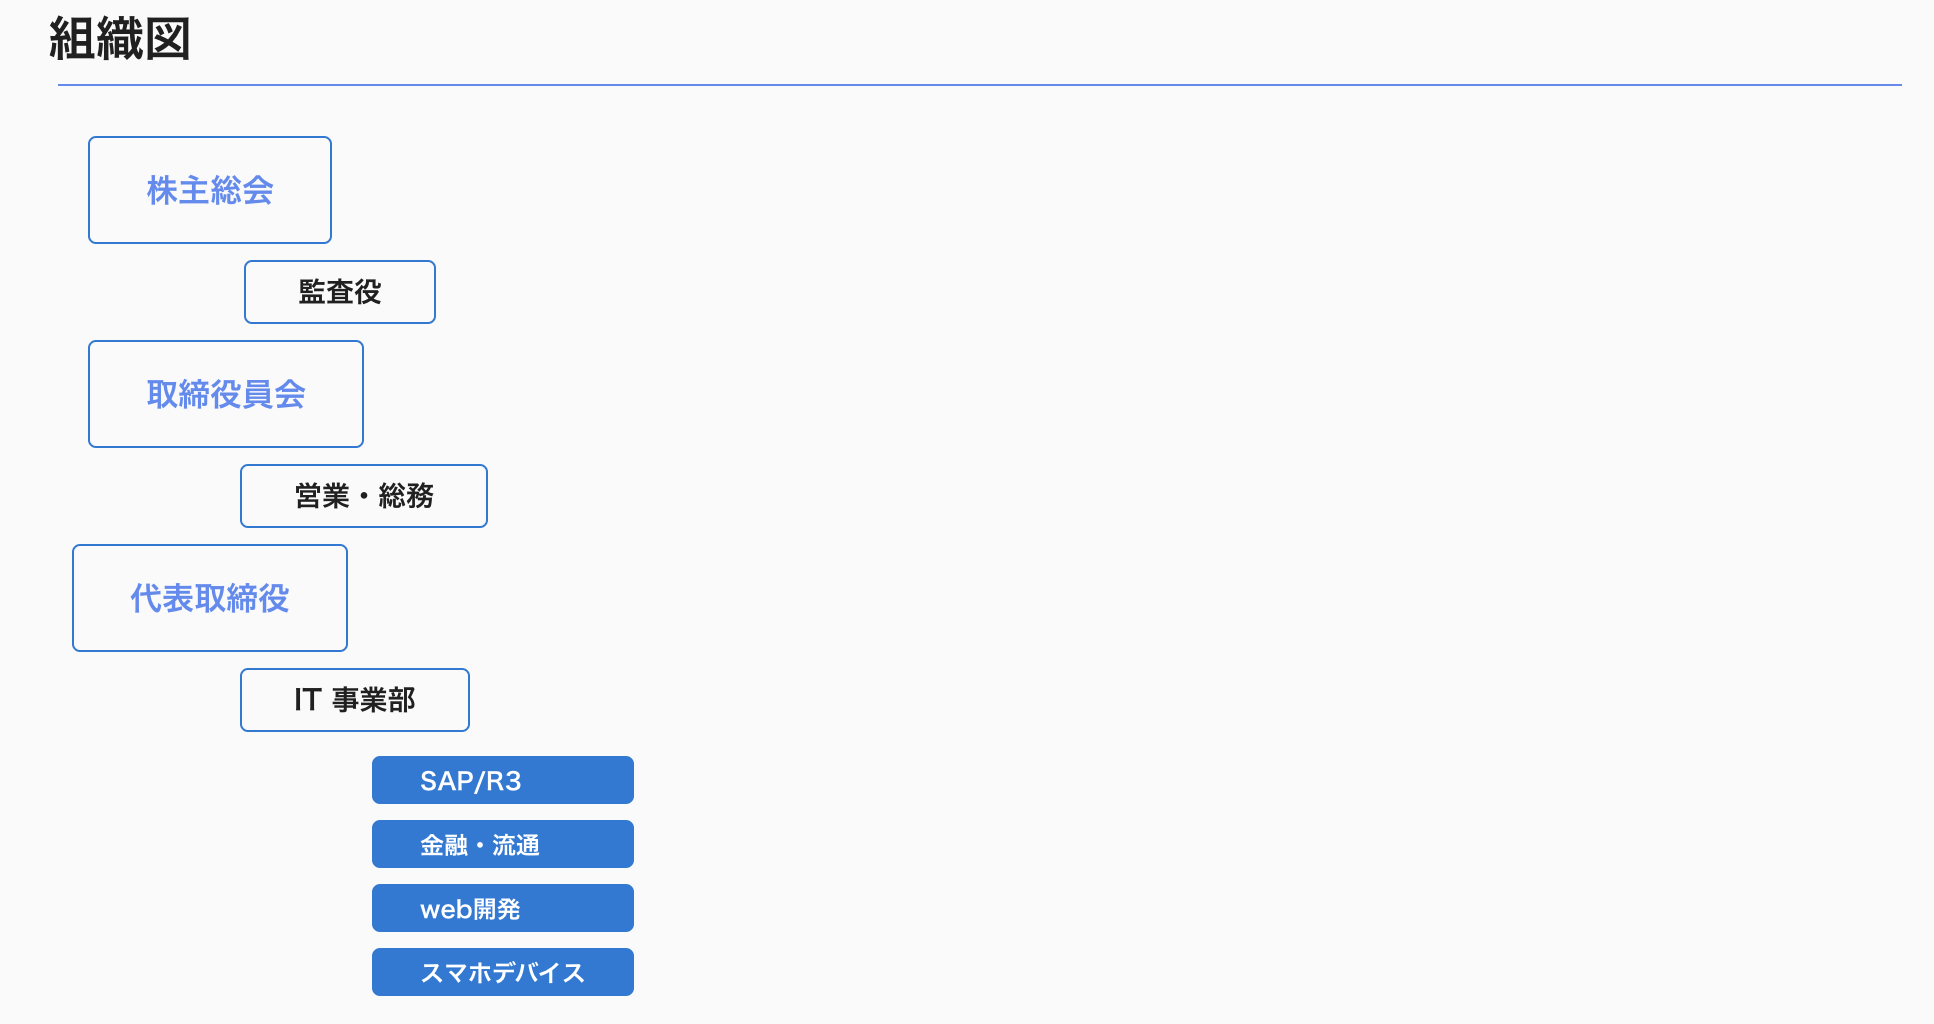 組織図
株主総会
監査役
取締役員会
営業・総務
代表取締役
IT 事業部
SAP/R3
金融・流通
web開発
スマホデバイス